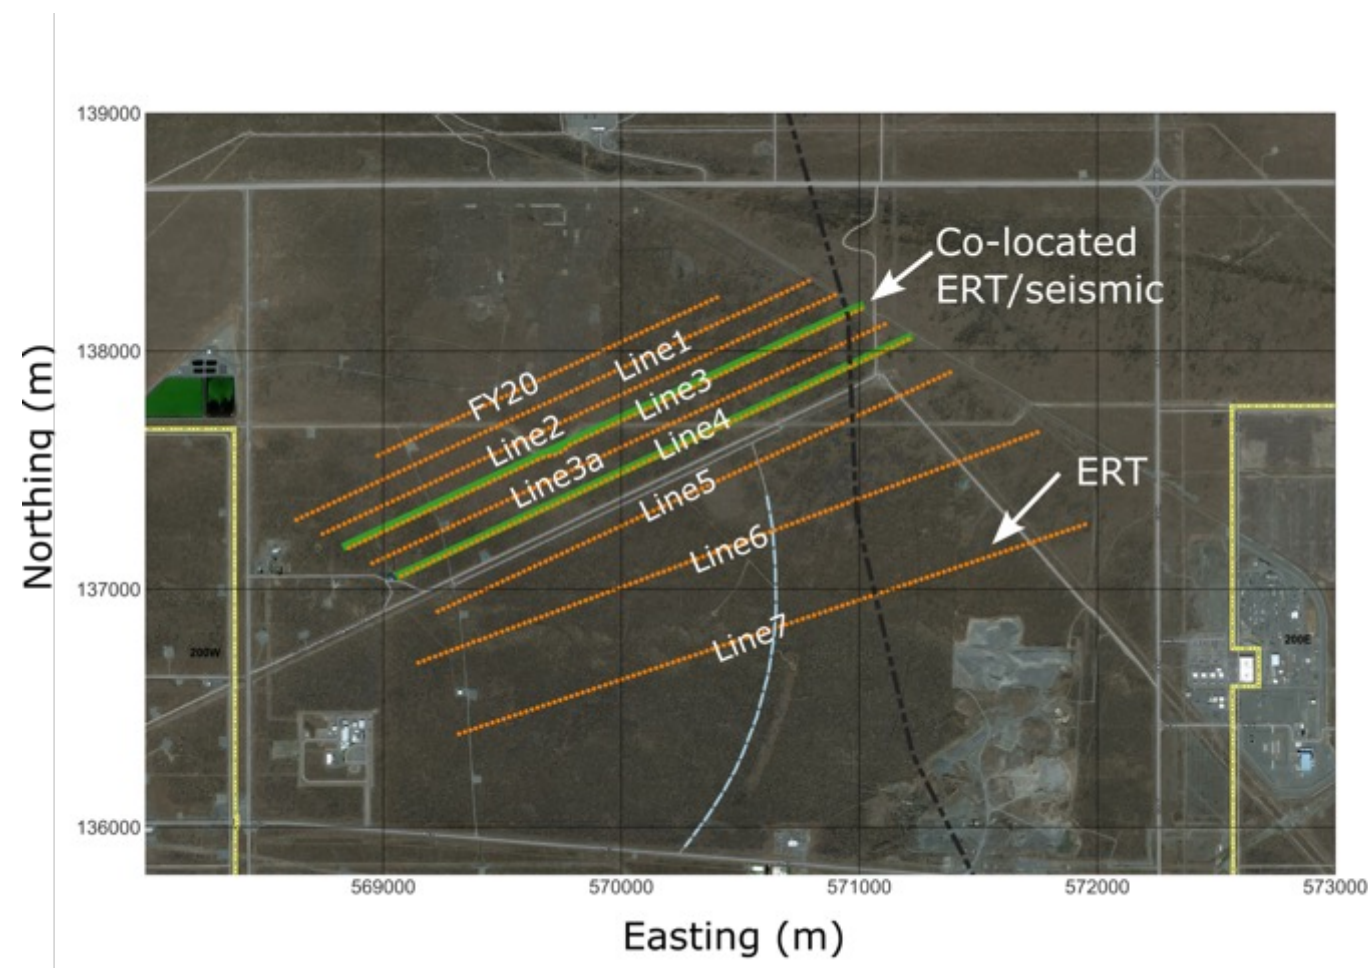 139000
Co-located
ERT/seismic
138000
Line1
FY20
Line3
Line2
Line4
Line3a
ERT
Line5
Line6
137000
Line7
200W
200E
136000
569000
570000
571000
572000
573000
Northing (m)
Easting (m)